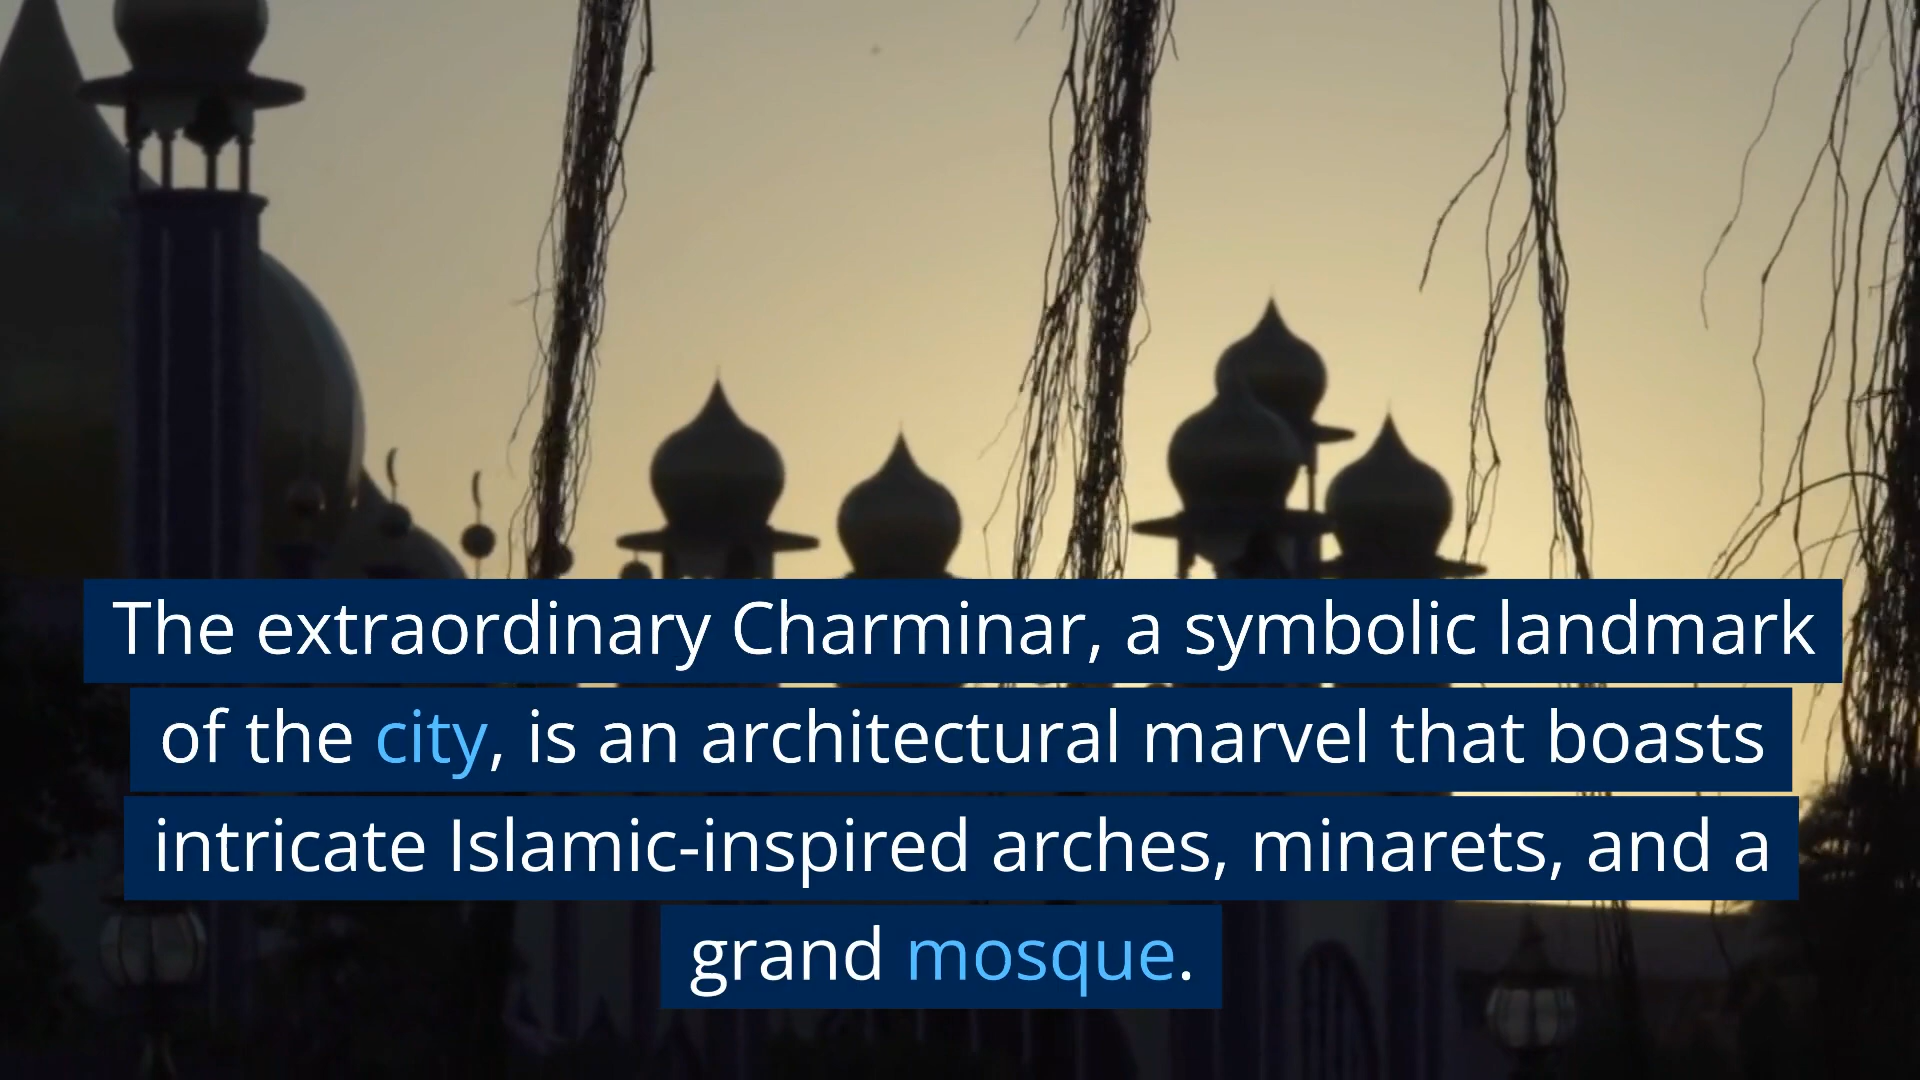 The extraordinary Charminar, a symbolic landmark
of the city, is an architectural marvel that boasts
intricate Islamic-inspired arches, minarets, and a
grand mosque.